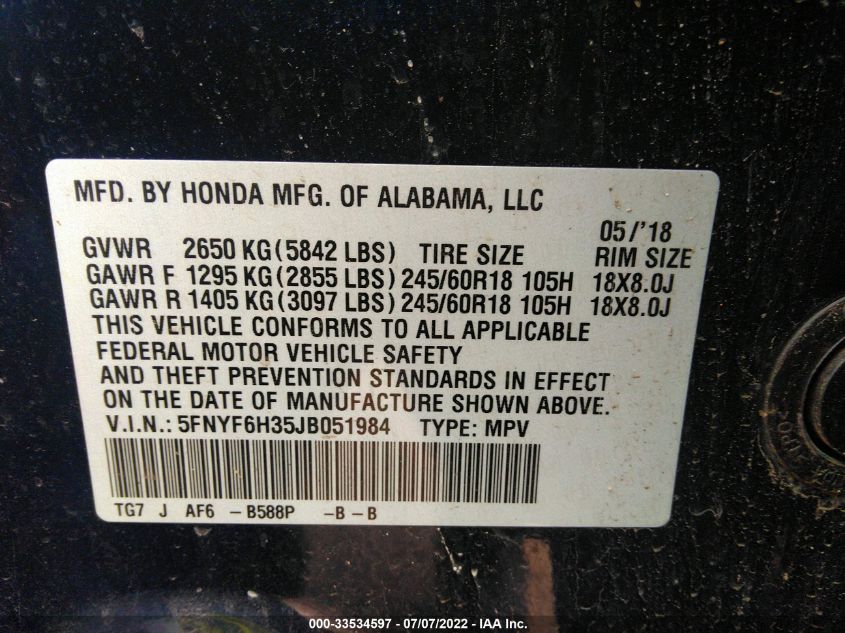 MFD. BY HONDA MFG. OF ALABAMA, LLC
05/'18
GVWR 2650 KG(5842 LBS) TIRE SIZE RIM SIZE
GAWR F 1295 KG(2855 LBS) 245/60R18 105H 18X8.0J
GAWR R 1405 KG(3097 LBS) 245/60R18 105H 18X8.0J
THIS VEHICLE CONFORMS TO ALL APPLICABLE
FEDERAL MOTOR VEHICLE SAFETY
AND THEFT PREVENTION STANDARDS IN EFFECT
ON THE DATE OF MANUFACTURE SHOWN ABOVE.
V.I.N.: 5FNYF6H35JB051984 TYPE: MPV
TG7 J AF6 -B588P -B-B
000-33534597 - 07/07/2022 - IAA Inc.